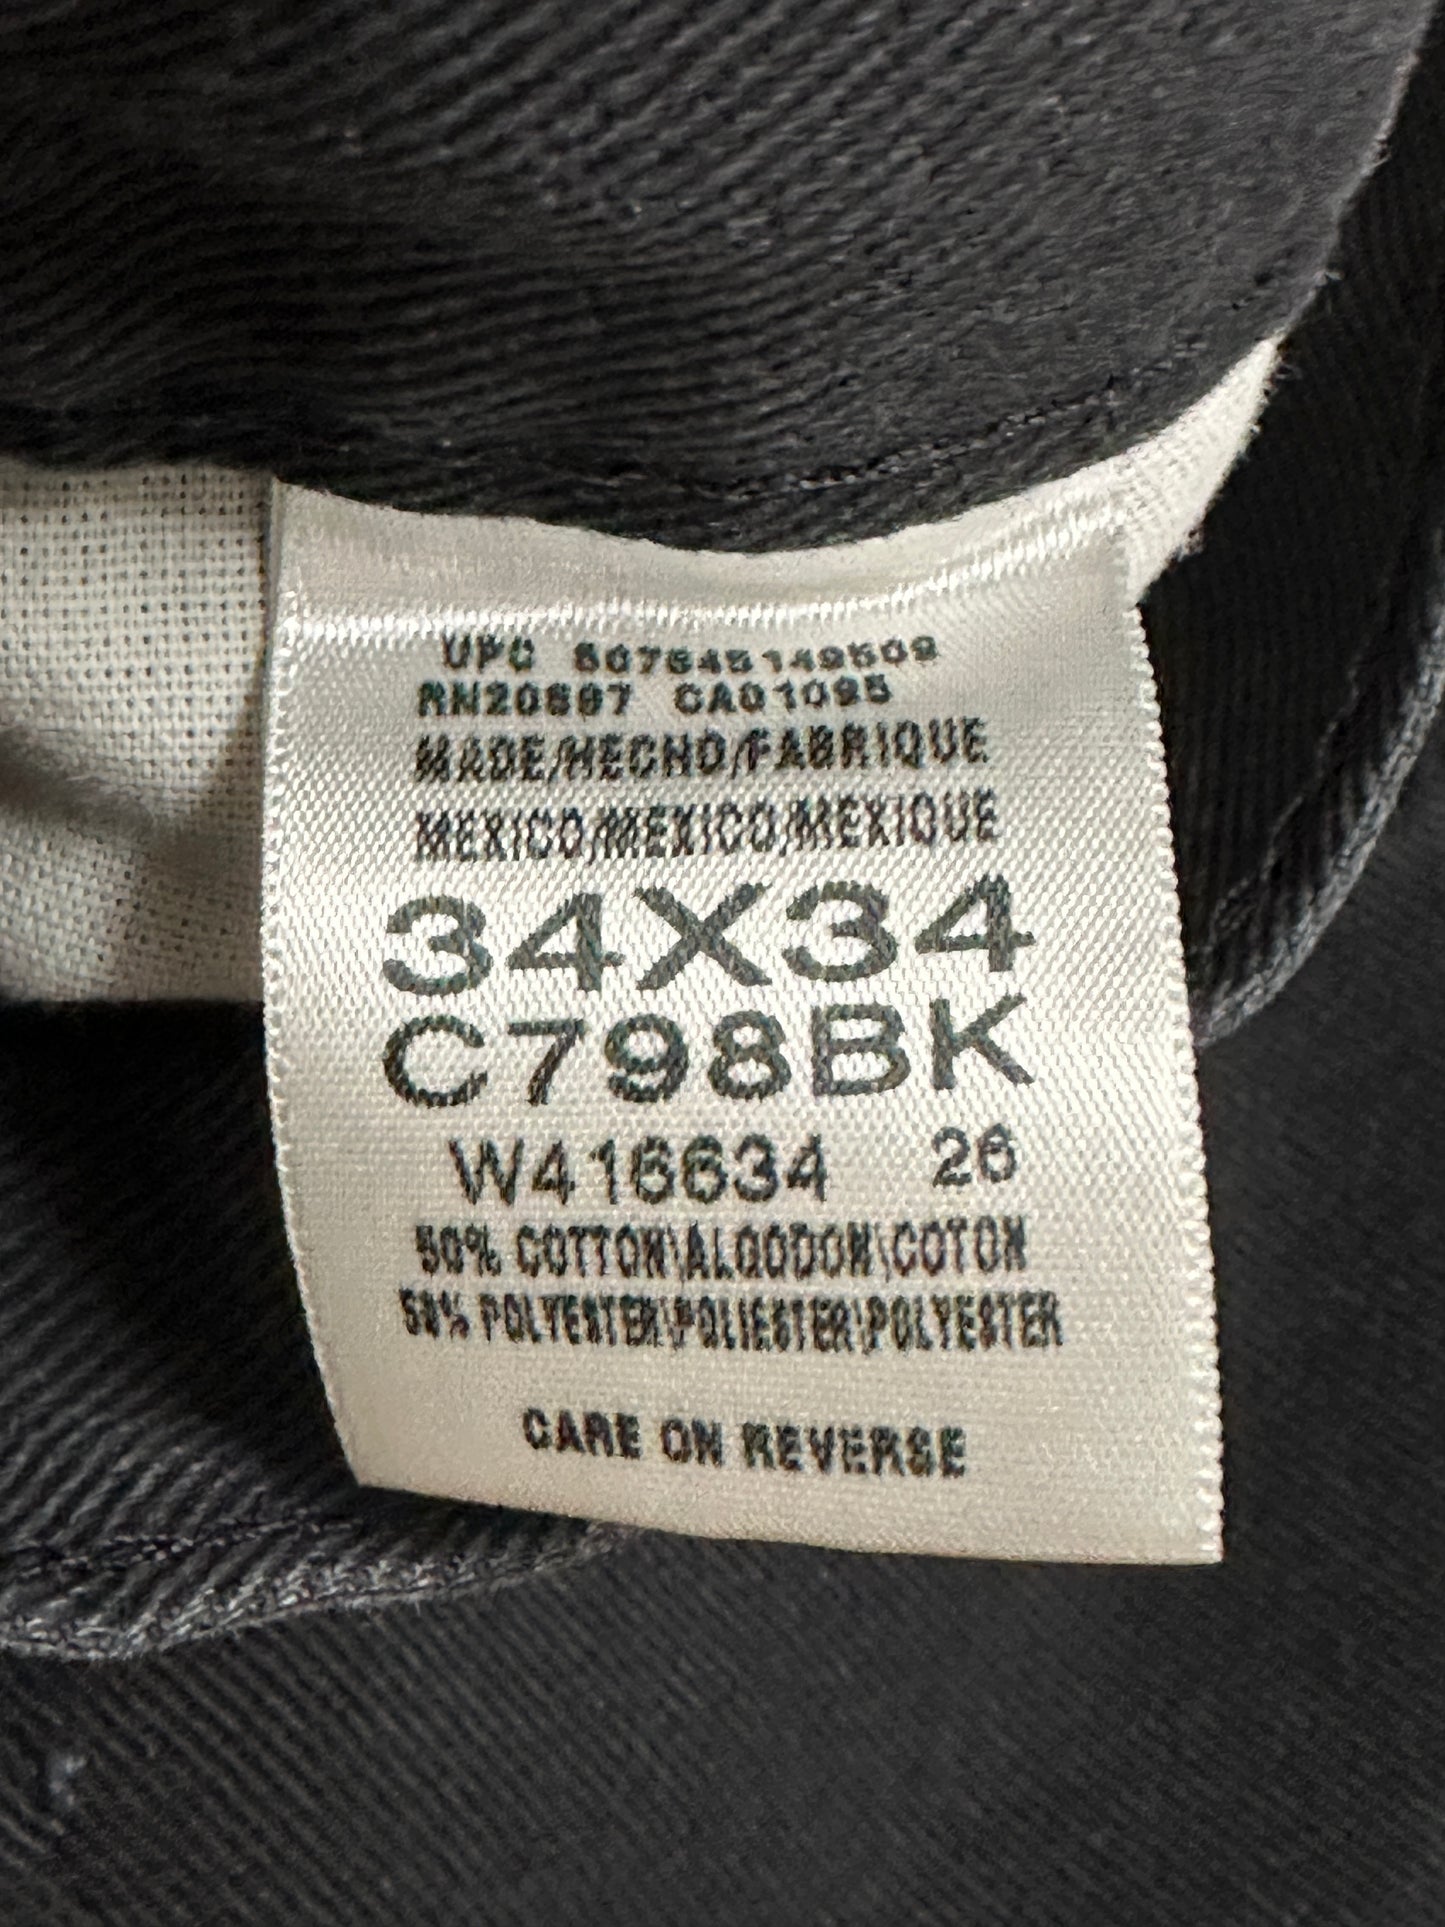 UPC 607645149509
RN20697 CA01095
MADE/HECHO/FABRIQUE
MEXICO/MEXICO/MEXIQUE
34X34
C798BK
W416634 26
50% COTTON\ALGODON\COTON
50% POLYESTER\POLIESTER\POLYESTER
CARE ON REVERSE